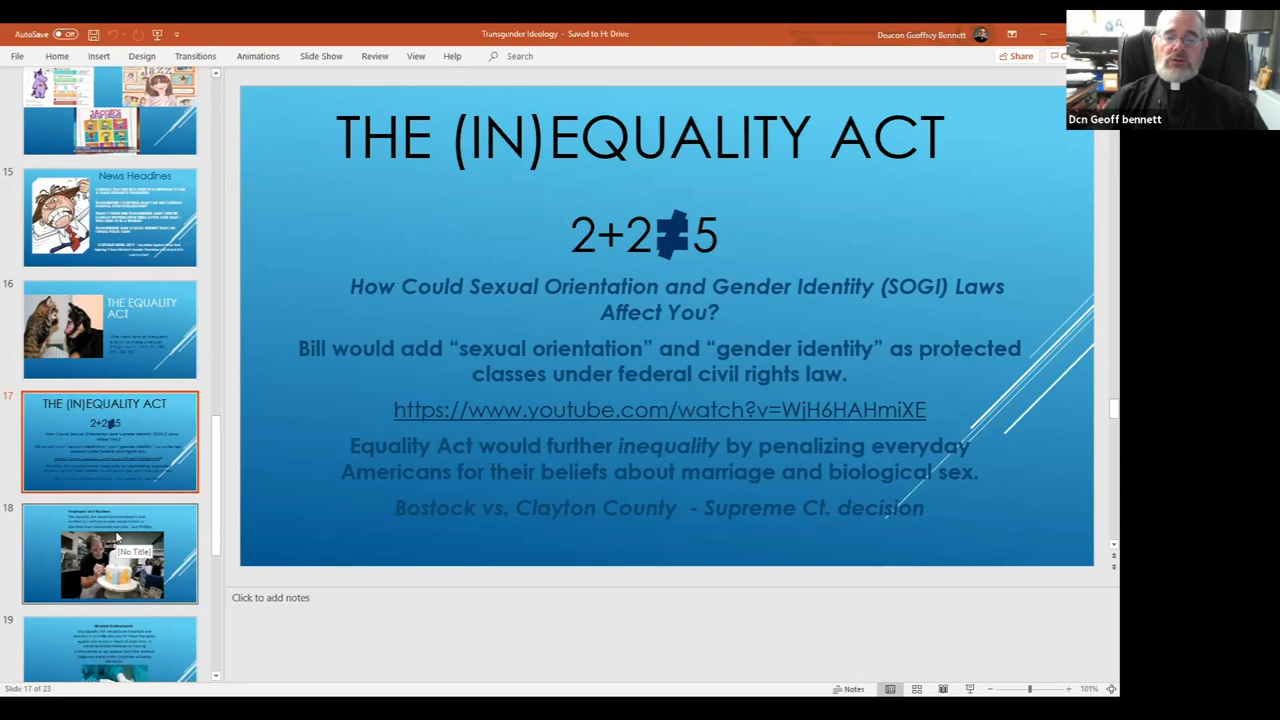 AutoSave Off
Transgender Ideology - Saved to H: Drive
Deacon Geoffrey Bennett
File Home Insert Design Transitions Animations Slide Show Review View Help Search
Share
Dcn Geoff bennett
Jazz
JACOB'S
15
News Headlines
16
THE EQUALITY
ACT
17
THE (IN)EQUALITY ACT
18
[No Title]
19
THE (IN)EQUALITY ACT
2+2≠5
How Could Sexual Orientation and Gender Identity (SOGI) Laws
Affect You?
Bill would add “sexual orientation” and “gender identity” as protected
classes under federal civil rights law.
https://www.youtube.com/watch?v=WjH6HAHmiXE
Equality Act would further inequality by penalizing everyday
Americans for their beliefs about marriage and biological sex.
Bostock vs. Clayton County - Supreme Ct. decision
Click to add notes
Slide 17 of 23
Notes
101%